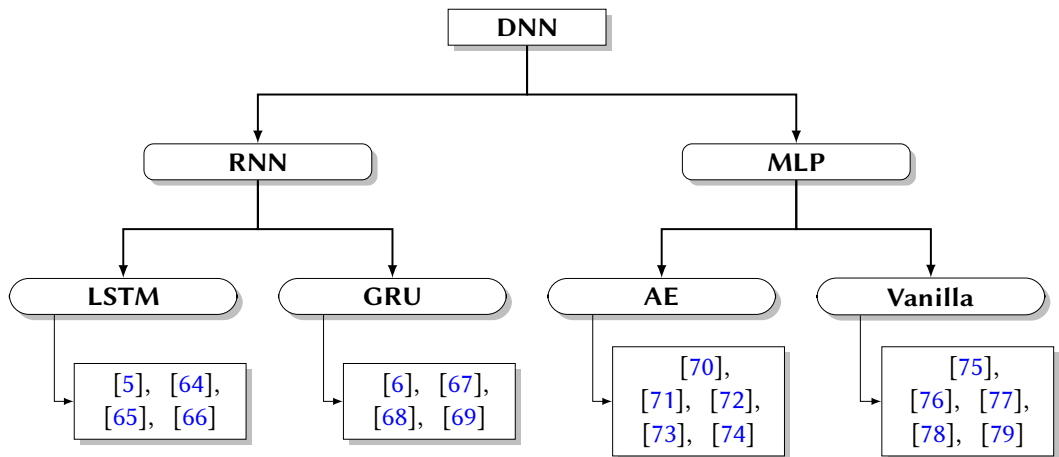 DNN
RNN
MLP
LSTM
GRU
AE
Vanilla
[5], [64],
[65], [66]
[6], [67],
[68], [69]
[70],
[71], [72],
[73], [74]
[75],
[76], [77],
[78], [79]